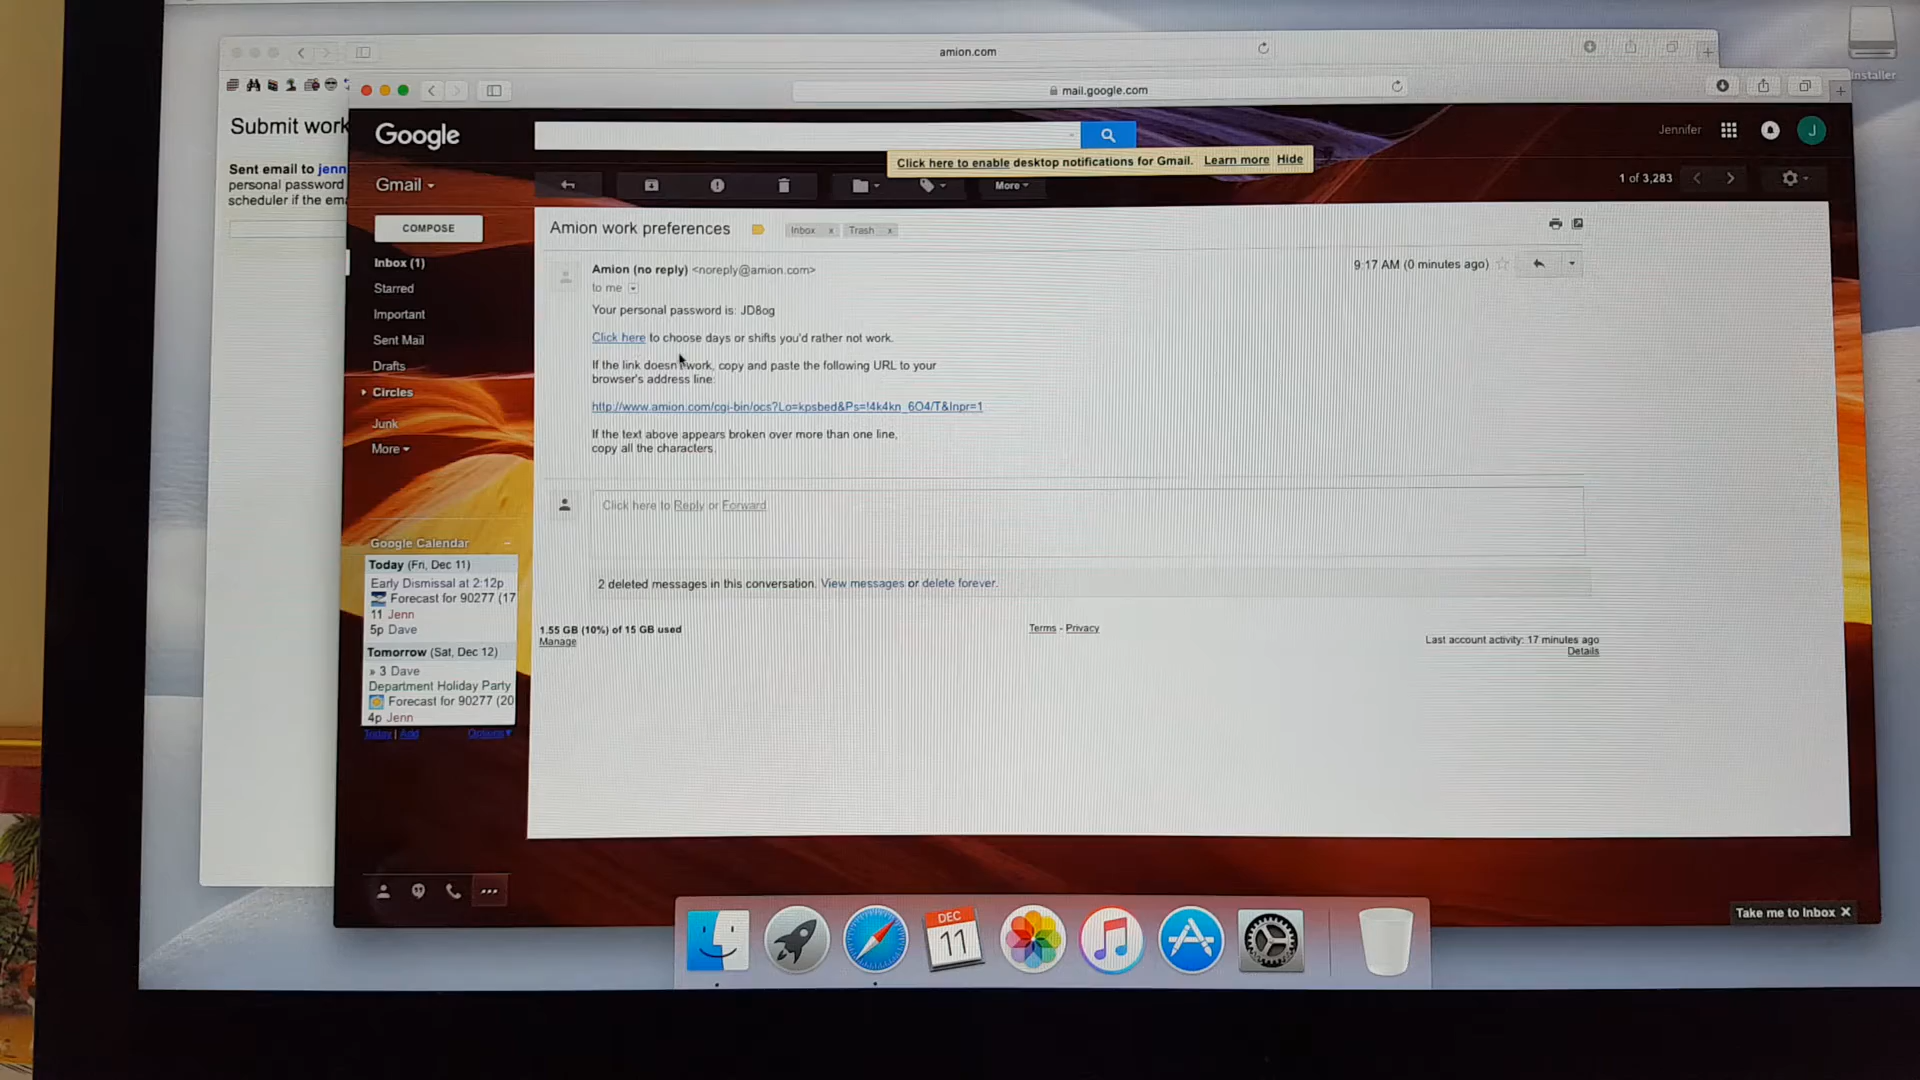 amion.com
mail.google.com
Installer
Submit work
Sent email to jenn
personal password
scheduler if the ema
Google
Jennifer
J
Click here to enable desktop notifications for Gmail. Learn more Hide
Gmail
More
1 of 3,283
COMPOSE
Amion work preferences
Inbox x
Trash x
Inbox (1)
Starred
Important
Sent Mail
Drafts
Circles
Junk
More
Amion (no reply) <noreply@amion.com>
9:17 AM (0 minutes ago)
to me
Your personal password is: JD8og
Click here to choose days or shifts you'd rather not work.
If the link doesn't work, copy and paste the following URL to your
browser's address line:
http://www.amion.com/cgi-bin/ocs?Lo=kpsbed&Ps=!4k4kn_6O4/T&Inpr=1
If the text above appears broken over more than one line,
copy all the characters.
Click here to Reply or Forward
2 deleted messages in this conversation. View messages or delete forever.
1.55 GB (10%) of 15 GB used
Manage
Terms - Privacy
Last account activity: 17 minutes ago
Details
Google Calendar
Today (Fri, Dec 11)
Early Dismissal at 2:12p
Forecast for 90277 (17
11 Jenn
5p Dave
Tomorrow (Sat, Dec 12)
» 3 Dave
Department Holiday Party
Forecast for 90277 (20
4p Jenn
Today | Add
Options
Take me to Inbox X
DEC
11